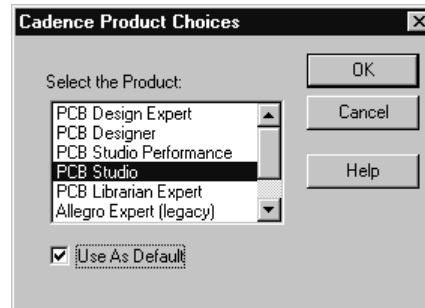 Cadence Product Choices
Select the Product:
PCB Design Expert
PCB Designer
PCB Studio Performance
PCB Studio
PCB Librarian Expert
Allegro Expert (legacy)
Use As Default
OK
Cancel
Help